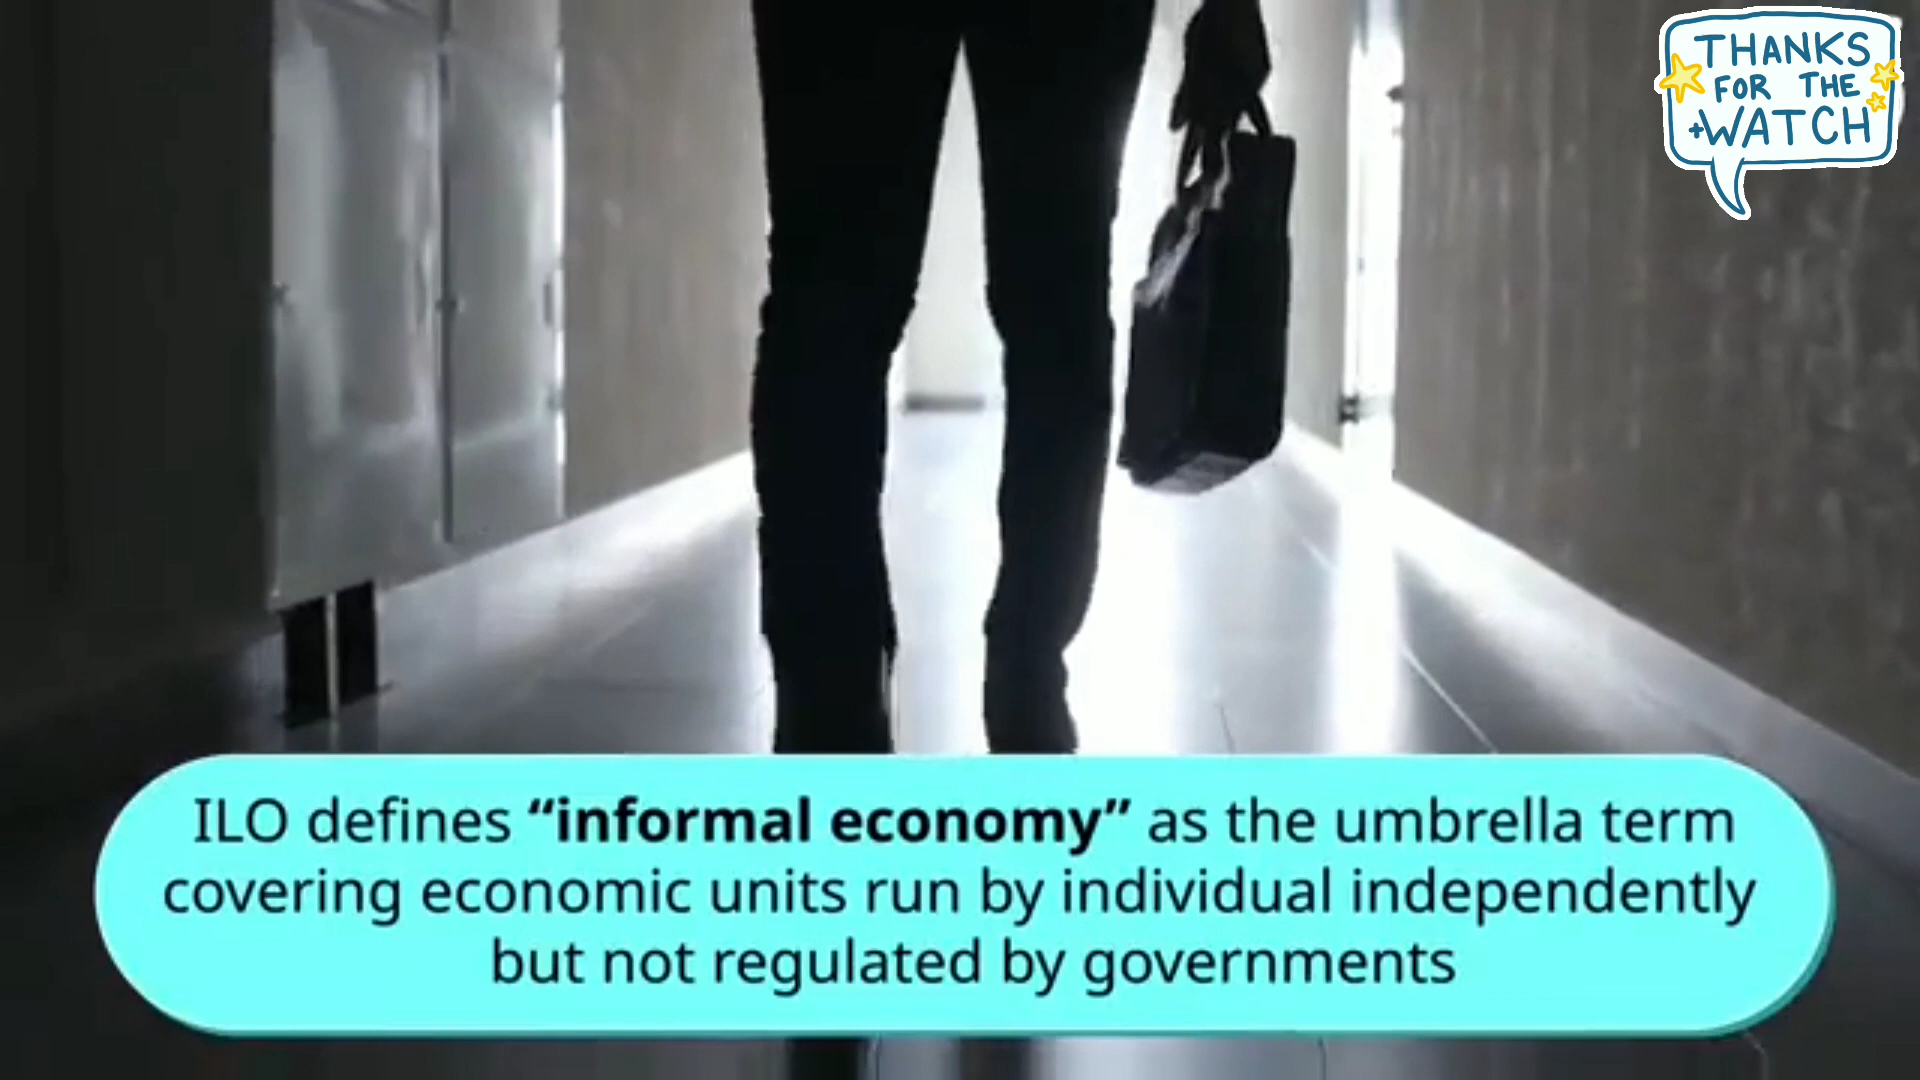 THANKS
FOR THE
WATCH
ILO defines “informal economy” as the umbrella term
covering economic units run by individual independently
but not regulated by governments